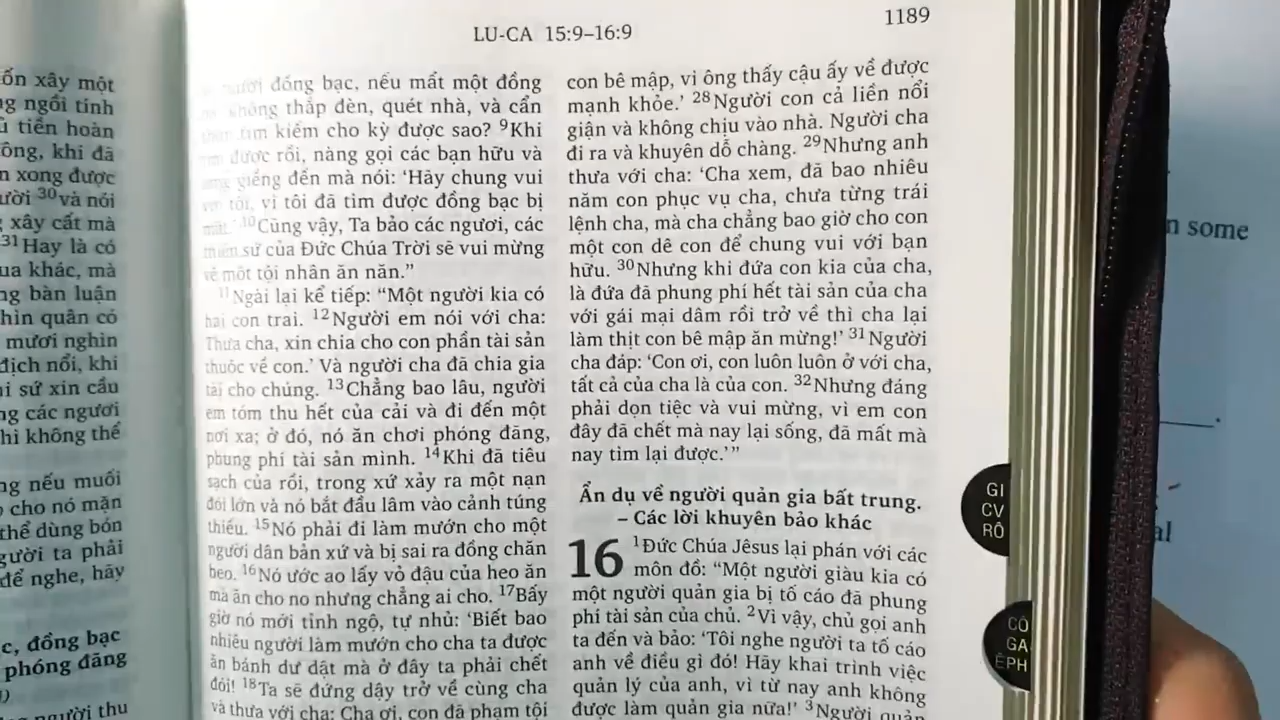 LU-CA 15:9–16:9
1189
ốn xây một
ngồi tính
tiền hoàn
ông, khi đã
n xong được
ười ³⁰và nói
xây cất mà
³¹Hay là có
ua khác, mà
ng bàn luận
hìn quân có
mươi nghìn
địch nổi, khi
i sứ xin cầu
ng các ngươi
hì không thể
ng nếu muối
cho nó mặn
thể dùng bón
gười ta phải
để nghe, hãy
c, đồng bạc
phóng đãng
người thu
đồng bạc, nếu mất một đồng
không thắp đèn, quét nhà, và cẩn
tìm kiếm cho kỳ được sao? ⁹Khi
được rồi, nàng gọi các bạn hữu và
giềng đến mà nói: ‘Hãy chung vui
với tôi, vì tôi đã tìm được đồng bạc bị
mất.’ ¹⁰Cũng vậy, Ta bảo các ngươi, các
thiên sứ của Đức Chúa Trời sẽ vui mừng
về một tội nhân ăn năn.”
¹¹Ngài lại kể tiếp: “Một người kia có
hai con trai. ¹²Người em nói với cha:
Thưa cha, xin chia cho con phần tài sản
thuộc về con.’ Và người cha đã chia gia
tài cho chúng. ¹³Chẳng bao lâu, người
em tóm thu hết của cải và đi đến một
nơi xa; ở đó, nó ăn chơi phóng đãng,
phung phí tài sản mình. ¹⁴Khi đã tiêu
sạch của rồi, trong xứ xảy ra một nạn
đói lớn và nó bắt đầu lâm vào cảnh túng
thiếu. ¹⁵Nó phải đi làm mướn cho một
người dân bản xứ và bị sai ra đồng chăn
heo. ¹⁶Nó ước ao lấy vỏ đậu của heo ăn
mà ăn cho no nhưng chẳng ai cho. ¹⁷Bấy
giờ nó mới tỉnh ngộ, tự nhủ: ‘Biết bao
nhiêu người làm mướn cho cha ta được
ăn bánh dư dật mà ở đây ta phải chết
đói! ¹⁸Ta sẽ đứng dậy trở về cùng cha
và thưa với cha: Cha ơi, con đã phạm tội
con bê mập, vì ông thấy cậu ấy về được
mạnh khỏe.’ ²⁸Người con cả liền nổi
giận và không chịu vào nhà. Người cha
đi ra và khuyên dỗ chàng. ²⁹Nhưng anh
thưa với cha: ‘Cha xem, đã bao nhiêu
năm con phục vụ cha, chưa từng trái
lệnh cha, mà cha chẳng bao giờ cho con
một con dê con để chung vui với bạn
hữu. ³⁰Nhưng khi đứa con kia của cha,
là đứa đã phung phí hết tài sản của cha
với gái mại dâm rồi trở về thì cha lại
làm thịt con bê mập ăn mừng!’ ³¹Người
cha đáp: ‘Con ơi, con luôn luôn ở với cha,
tất cả của cha là của con. ³²Nhưng đáng
phải dọn tiệc và vui mừng, vì em con
đây đã chết mà nay lại sống, đã mất mà
nay tìm lại được.’”
Ẩn dụ về người quản gia bất trung.
– Các lời khuyên bảo khác
16 ¹Đức Chúa Jêsus lại phán với các
môn đồ: “Một người giàu kia có
một người quản gia bị tố cáo đã phung
phí tài sản của chủ. ²Vì vậy, chủ gọi anh
ta đến và bảo: ‘Tôi nghe người ta tố cáo
anh về điều gì đó! Hãy khai trình việc
quản lý của anh, vì từ nay anh không
được làm quản gia nữa!’ ³Người quản
GI
CV
RÔ
CÔ
GA
ÊPH
n some
al